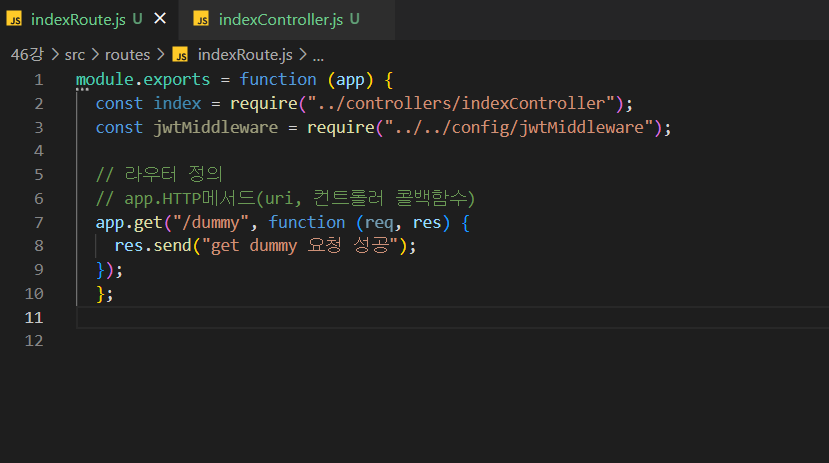 JS indexRoute.js U ✕ JS indexController.js U
46강 > src > routes > JS indexRoute.js > ...
1 module.exports = function (app) {
2   const index = require("../controllers/indexController");
3   const jwtMiddleware = require("../../config/jwtMiddleware");
4
5   // 라우터 정의
6   // app.HTTP메서드(uri, 컨트롤러 콜백함수)
7   app.get("/dummy", function (req, res) {
8     res.send("get dummy 요청 성공");
9   });
10   };
11
12